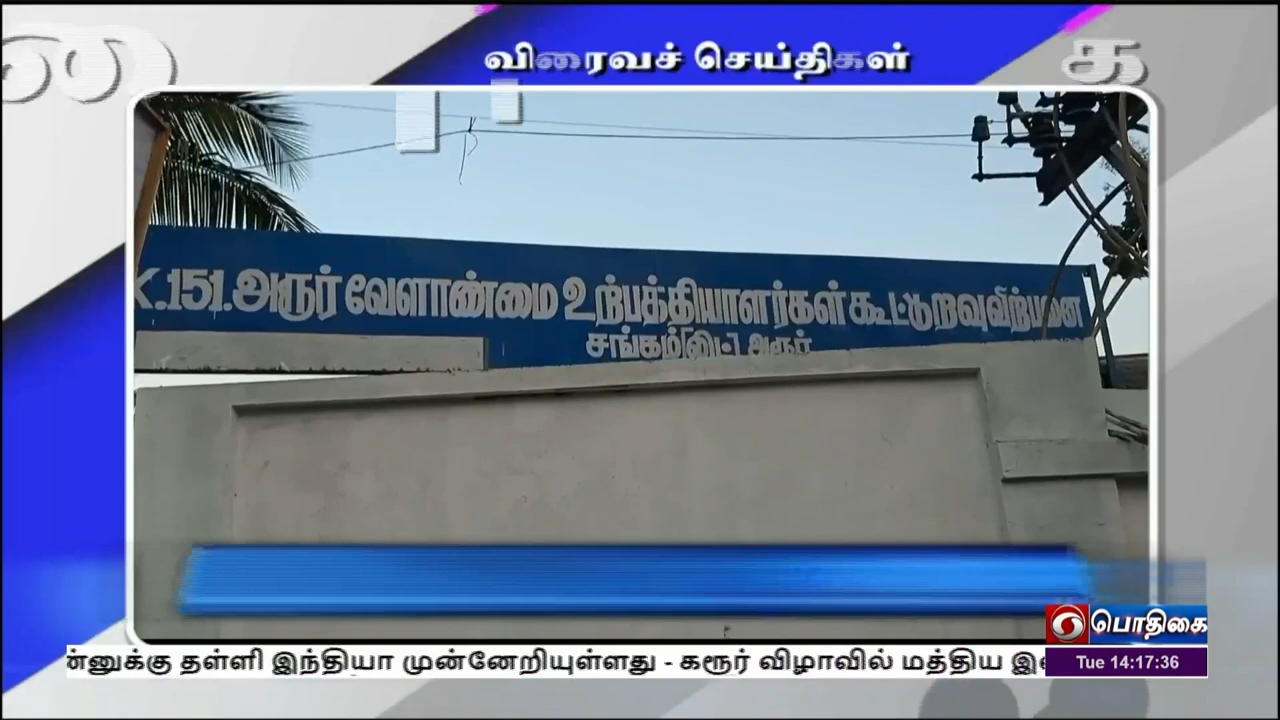 விரைவச் செய்திகள்
K.151.அரூர் வேளாண்மை உற்பத்தியாளர்கள் கூட்டுறவு விற்பனை
சங்கம்[லிட்] அரூர்
பொதிகை
Tue 14:17:36
தள்ளி இந்தியா முன்னேறியுள்ளது - கரூர் விழாவில் மத்திய